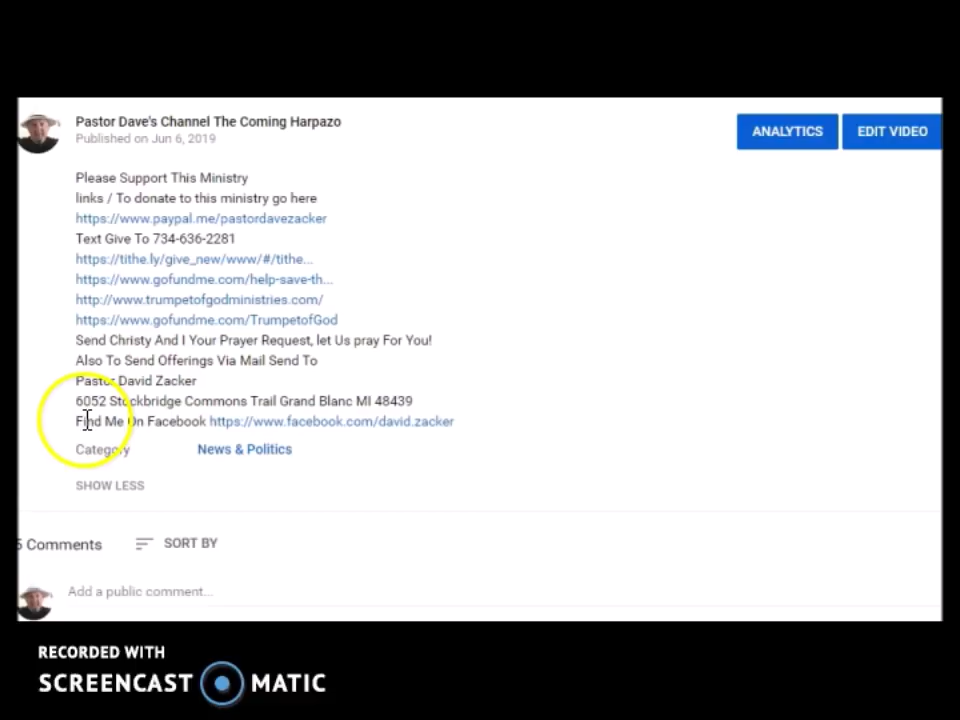 Pastor Dave's Channel The Coming Harpazo
Published on Jun 6, 2019
ANALYTICS
EDIT VIDEO
Please Support This Ministry
links / To donate to this ministry go here
https://www.paypal.me/pastordavezacker
Text Give To 734-636-2281
https://tithe.ly/give_new/www/#/tithe...
https://www.gofundme.com/help-save-th...
http://www.trumpetofgodministries.com/
https://www.gofundme.com/TrumpetofGod
Send Christy And I Your Prayer Request, let Us pray For You!
Also To Send Offerings Via Mail Send To
Pastor David Zacker
6052 Stockbridge Commons Trail Grand Blanc MI 48439
Find Me On Facebook https://www.facebook.com/david.zacker
Category News & Politics
SHOW LESS
5 Comments SORT BY
Add a public comment...
RECORDED WITH
SCREENCAST MATIC